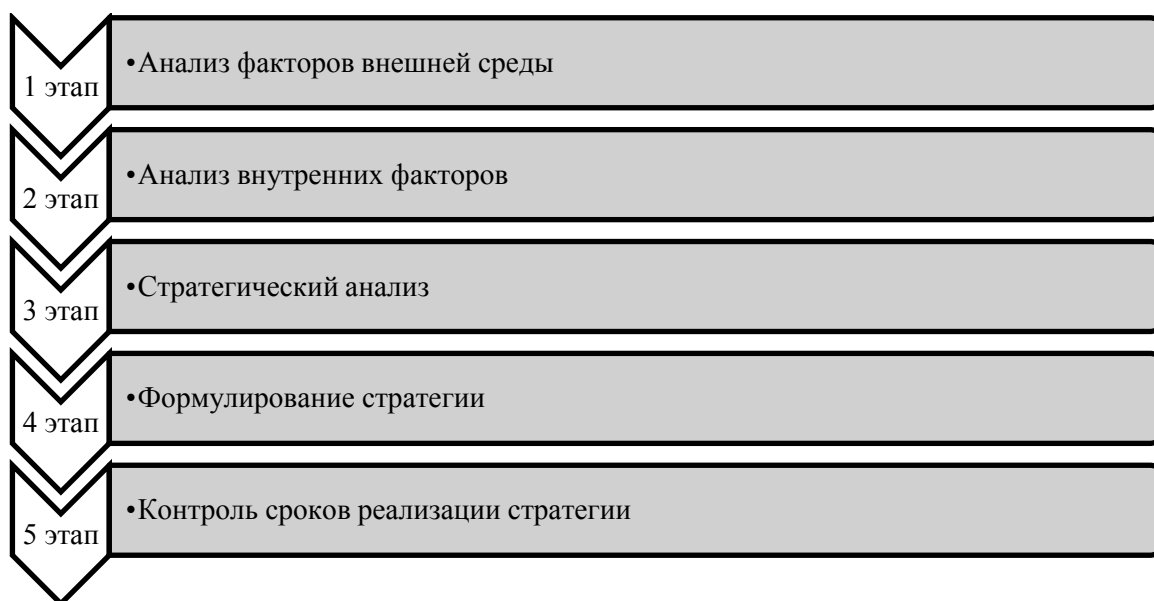 1 этап
•Анализ факторов внешней среды
2 этап
•Анализ внутренних факторов
3 этап
•Стратегический анализ
4 этап
•Формулирование стратегии
5 этап
•Контроль сроков реализации стратегии